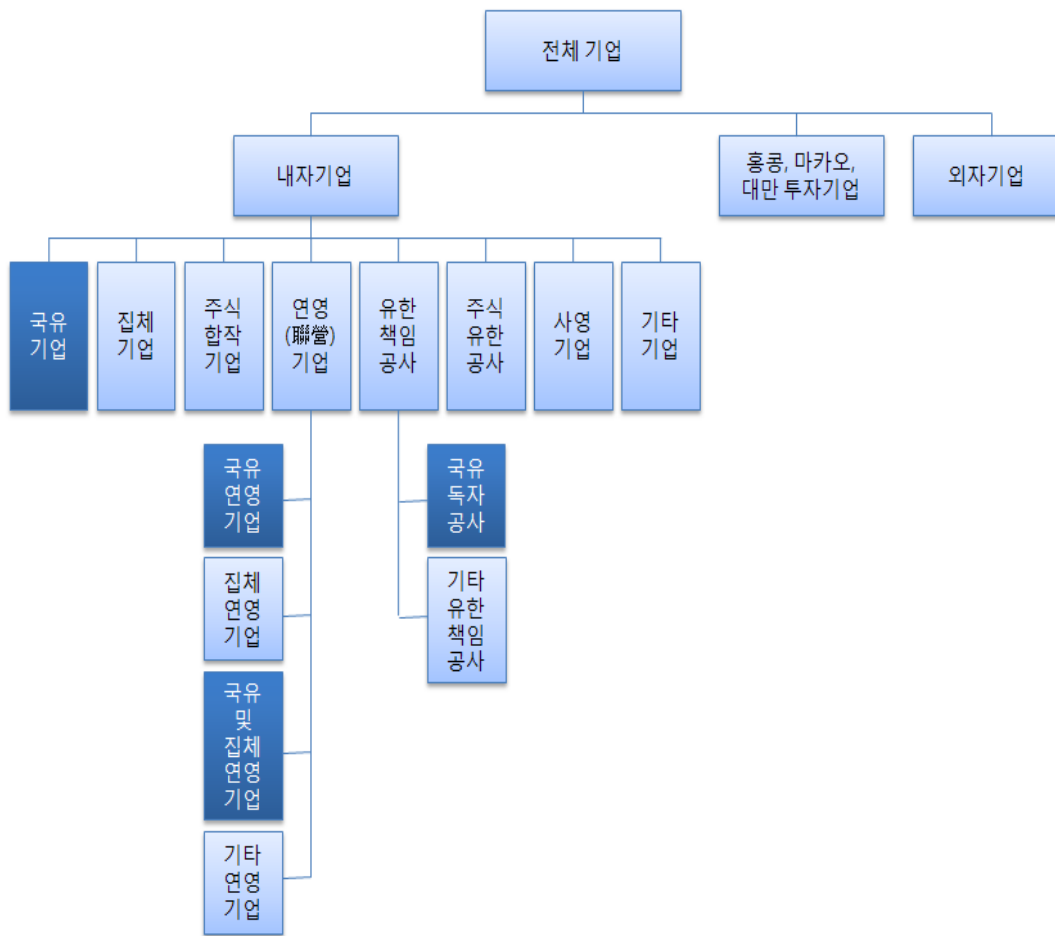 전체 기업
내자기업
홍콩, 마카오,
대만 투자기업
외자기업
국유
기업
집체
기업
주식
합작
기업
연영
(聯營)
기업
유한
책임
공사
주식
유한
공사
사영
기업
기타
기업
국유
연영
기업
집체
연영
기업
국유
및
집체
연영
기업
기타
연영
기업
국유
독자
공사
기타
유한
책임
공사